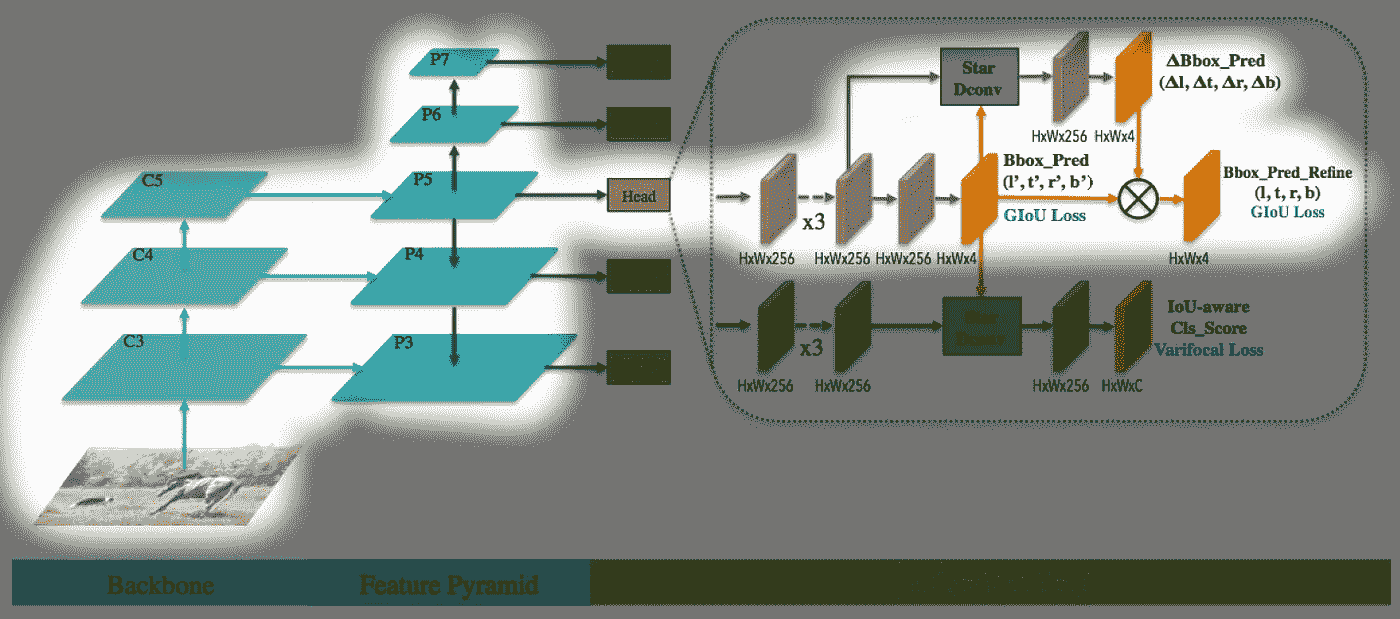 P7
P6
C5
P5
C4
P4
C3
P3
Head
Star
Dconv
HxWx256
HxWx4
ΔBbox_Pred
(Δl, Δt, Δr, Δb)
x3
HxWx256
HxWx256
HxWx256
HxWx4
Bbox_Pred
(l’, t’, r’, b’)
GIoU Loss
Bbox_Pred_Refine
(l, t, r, b)
GIoU Loss
HxWx4
x3
HxWx256
HxWx256
HxWx256
HxWxC
IoU-aware
Cls_Score
Varifocal Loss
Backbone
Feature Pyramid